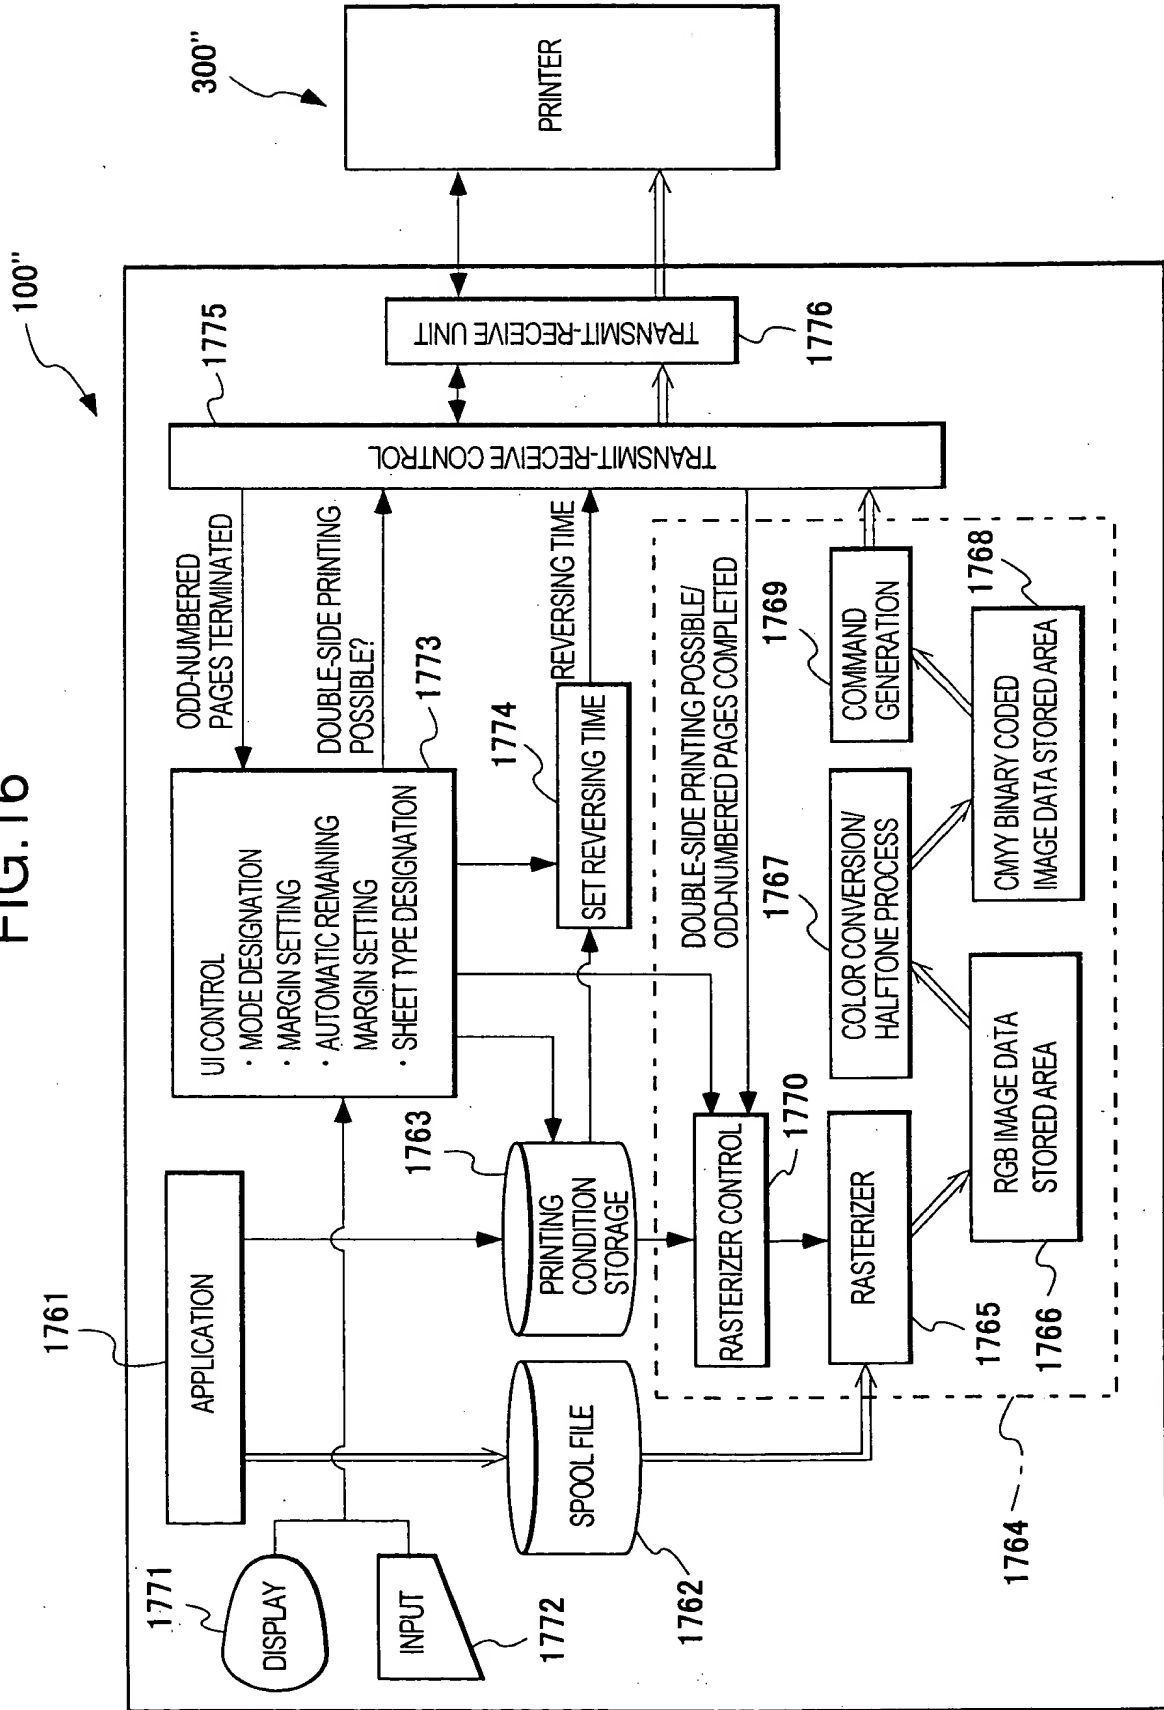 FIG.16
100"
300"
1761
APPLICATION
1771
DISPLAY
INPUT
1772
SPOOL FILE
1762
PRINTING
CONDITION
STORAGE
1763
UI CONTROL
· MODE DESIGNATION
· MARGIN SETTING
· AUTOMATIC REMAINING
MARGIN SETTING
· SHEET TYPE DESIGNATION
1773
ODD-NUMBERED
PAGES TERMINATED
DOUBLE-SIDE PRINTING
POSSIBLE?
1774
SET REVERSING TIME
REVERSING TIME
1775
TRANSMIT-RECEIVE CONTROL
TRANSMIT-RECEIVE UNIT
1776
PRINTER
DOUBLE-SIDE PRINTING POSSIBLE/
ODD-NUMBERED PAGES COMPLETED
RASTERIZER CONTROL
1770
RASTERIZER
1765
RGB IMAGE DATA
STORED AREA
1766
1767
COLOR CONVERSION/
HALFTONE PROCESS
CMYY BINARY CODED
IMAGE DATA STORED AREA
1768
1769
COMMAND
GENERATION
1764